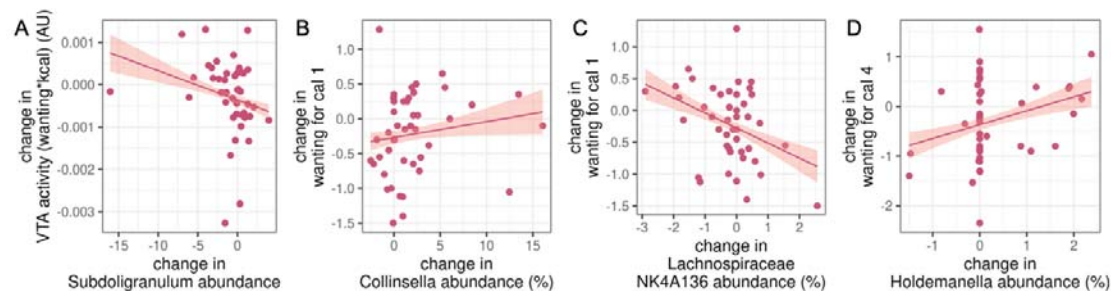 A
change in
VTA activity (wanting*kcal) (AU)
0.001
0.000
-0.001
-0.002
-0.003
-15
-10
-5
0
change in
Subdoligranulum abundance
B
change in
wanting for cal 1
1.0
0.5
0.0
-0.5
-1.0
-1.5
0
5
10
15
change in
Collinsella abundance (%)
C
change in
wanting for cal 1
1.0
0.5
0.0
-0.5
-1.0
-1.5
-3
-2
-1
0
1
2
change in
Lachnospiraceae
NK4A136 abundance (%)
D
change in
wanting for cal 4
1
0
-1
-2
-1
0
1
2
change in
Holdemanella abundance (%)